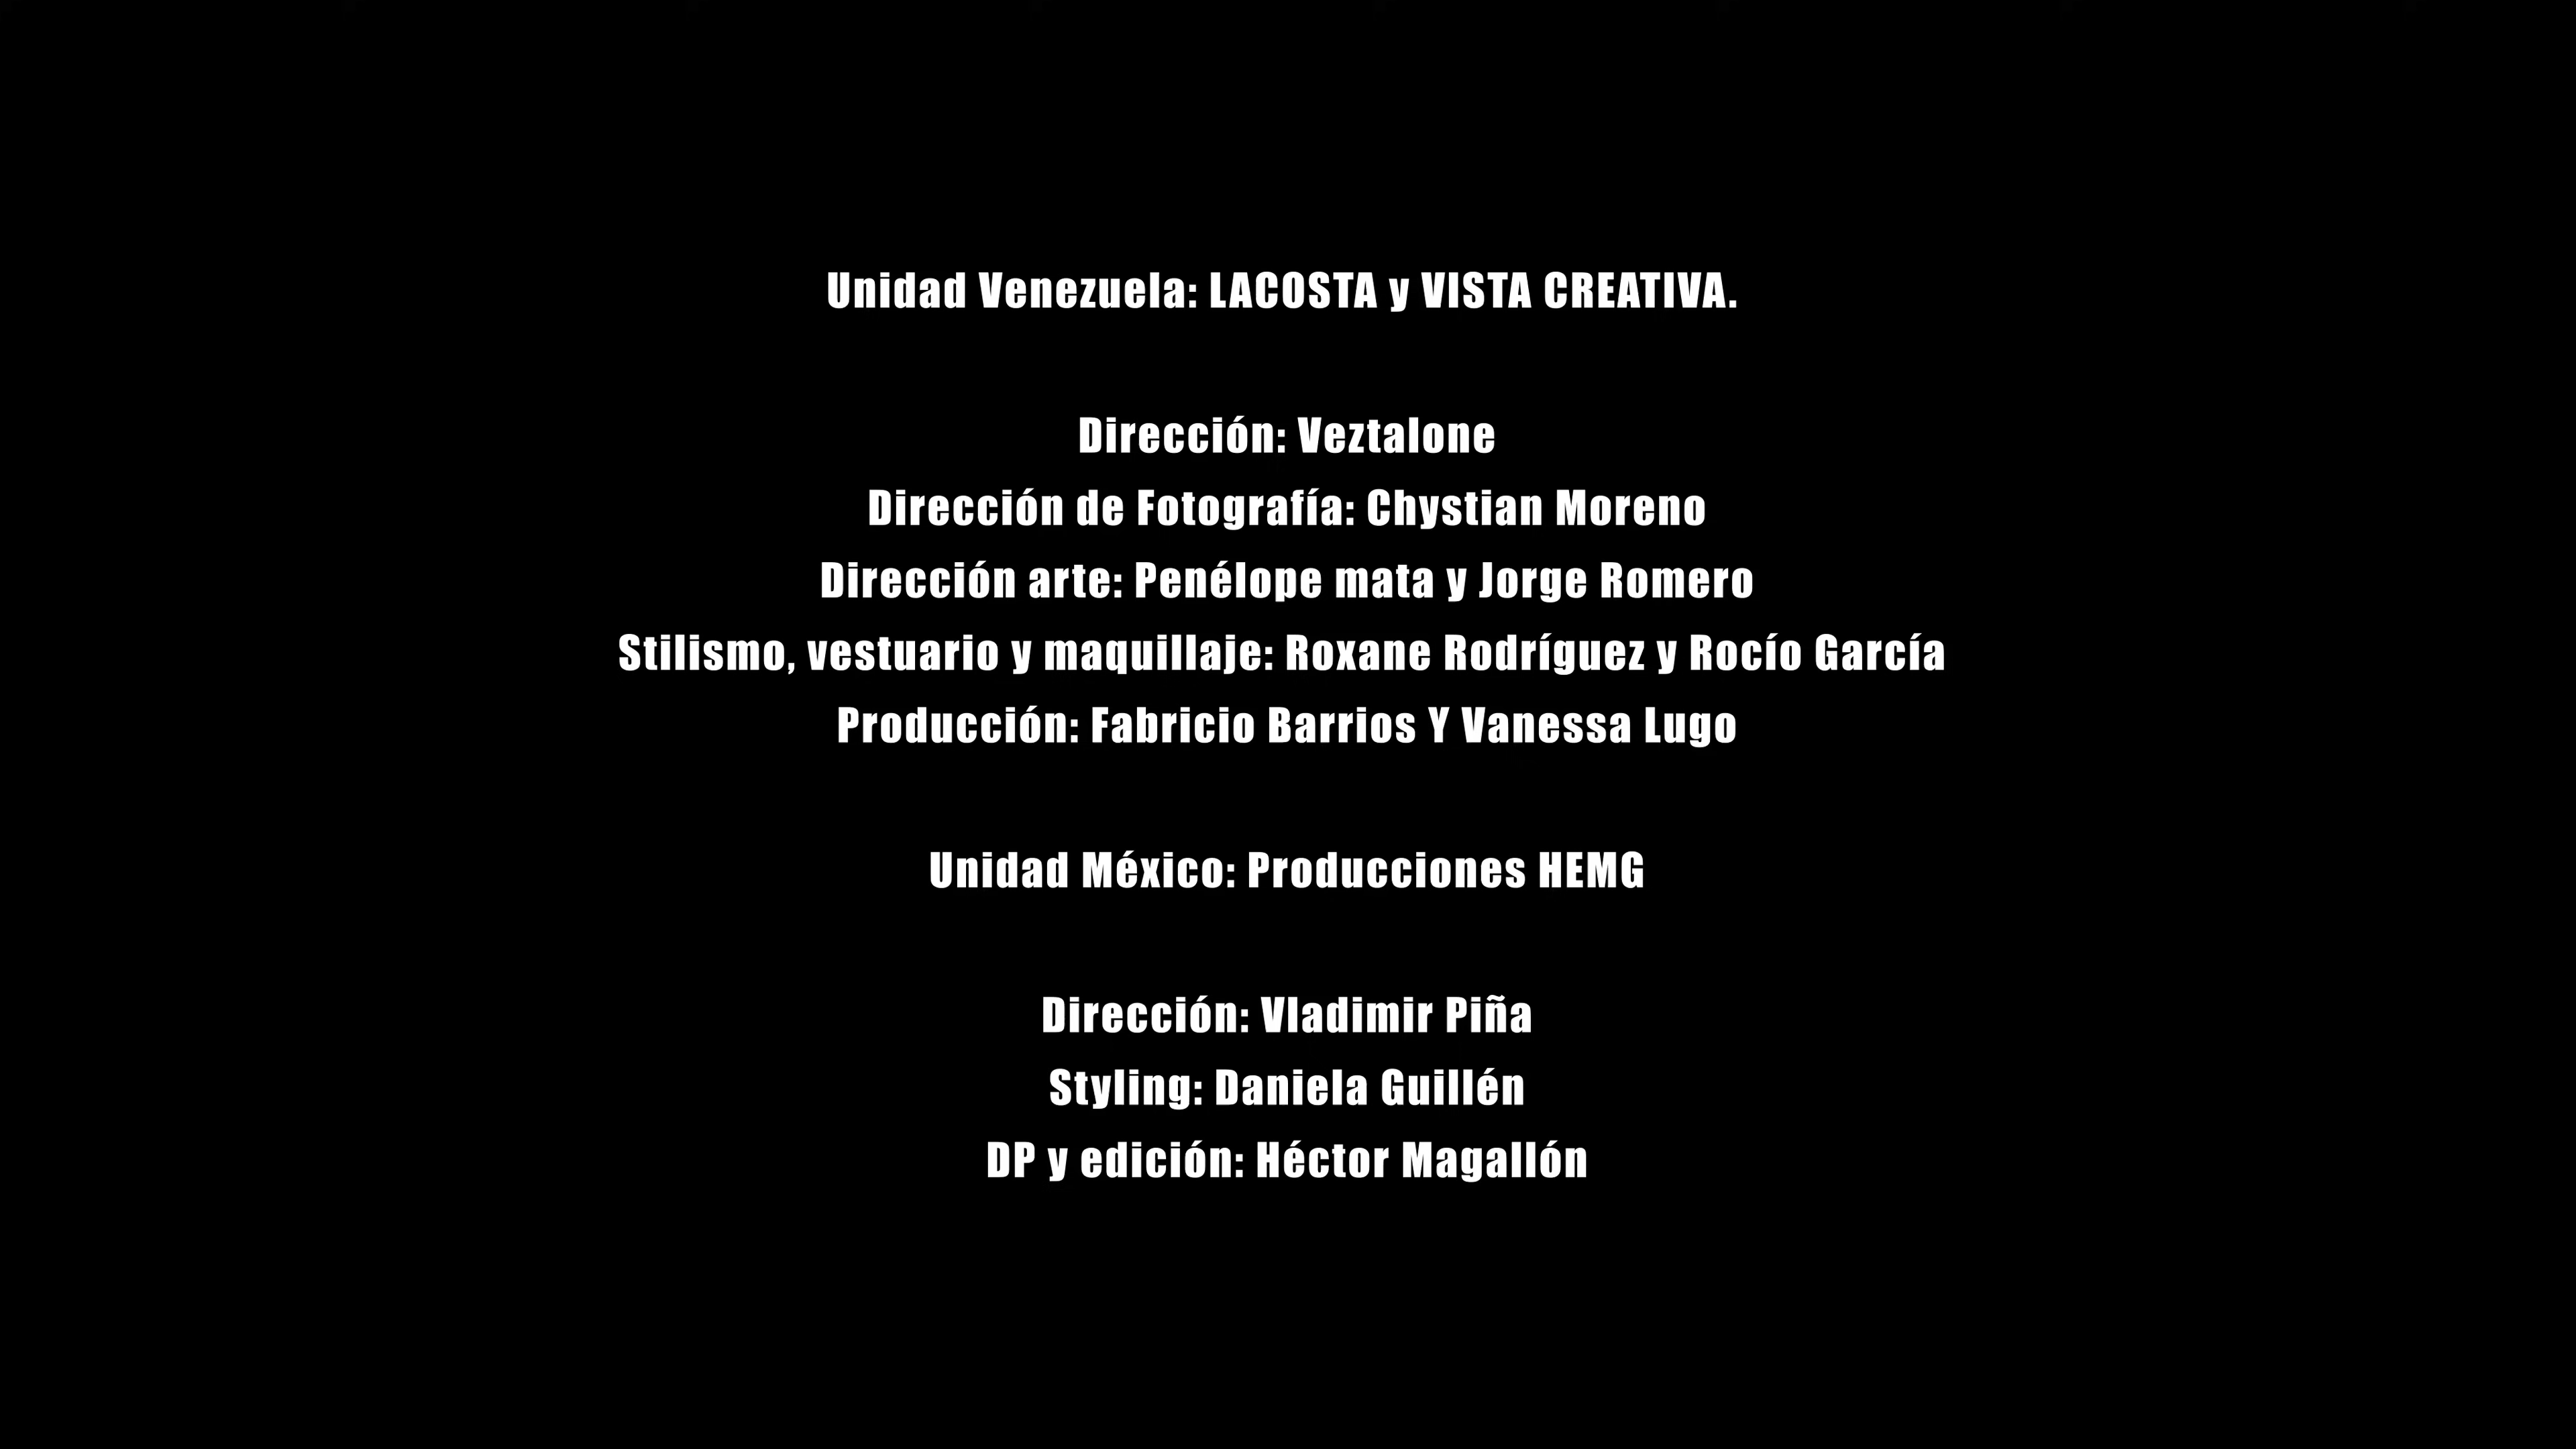 Unidad Venezuela: LACOSTA y VISTA CREATIVA.
Dirección: Veztalone
Dirección de Fotografía: Chystian Moreno
Dirección arte: Penélope mata y Jorge Romero
Stilismo, vestuario y maquillaje: Roxane Rodríguez y Rocío García
Producción: Fabricio Barrios Y Vanessa Lugo
Unidad México: Producciones HEMG
Dirección: Vladimir Piña
Styling: Daniela Guillén
DP y edición: Héctor Magallón